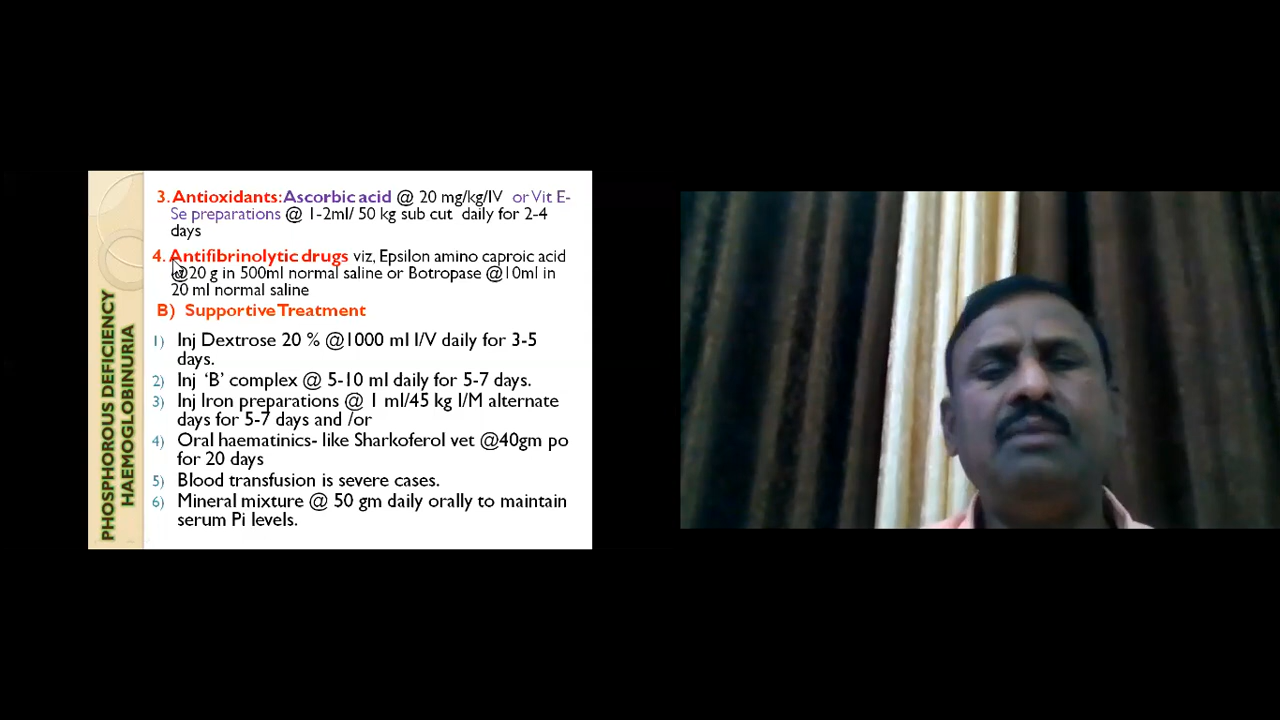 PHOSPHOROUS DEFICIENCY
HAEMOGLOBINURIA
3. Antioxidants: Ascorbic acid @ 20 mg/kg/IV or Vit E-
Se preparations @ 1-2ml/ 50 kg sub cut daily for 2-4
days
4. Antifibrinolytic drugs viz, Epsilon amino caproic acid
@20 g in 500ml normal saline or Botropase @10ml in
20 ml normal saline
B) Supportive Treatment
1) Inj Dextrose 20 % @1000 ml I/V daily for 3-5
days.
2) Inj ‘B’ complex @ 5-10 ml daily for 5-7 days.
3) Inj Iron preparations @ 1 ml/45 kg I/M alternate
days for 5-7 days and /or
4) Oral haematinics- like Sharkoferol vet @40gm po
for 20 days
5) Blood transfusion is severe cases.
6) Mineral mixture @ 50 gm daily orally to maintain
serum Pi levels.